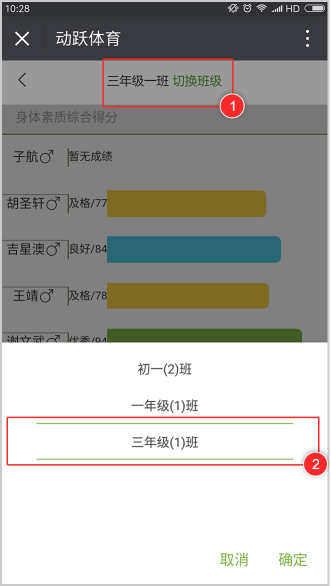 10:28 HD
动跃体育
三年级一班 切换班级
1
身体素质综合得分
子航♂ 暂无成绩
胡圣轩♂ 及格/77
吉星澳♂ 良好/84
王靖♂ 及格/78
谢文武♂ 优秀/94
初一(2)班
一年级(1)班
三年级(1)班
2
取消 确定